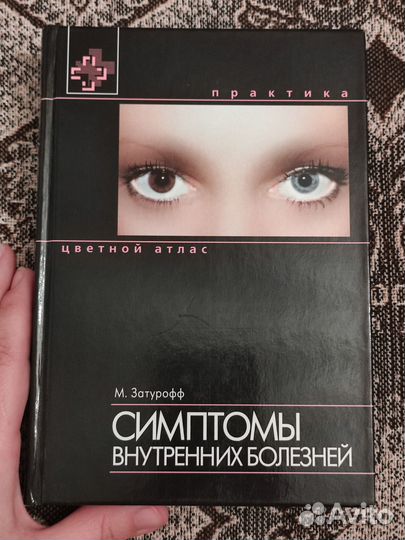 практика
цветной атлас
М. Затурофф
СИМПТОМЫ
ВНУТРЕННИХ БОЛЕЗНЕЙ
Avito